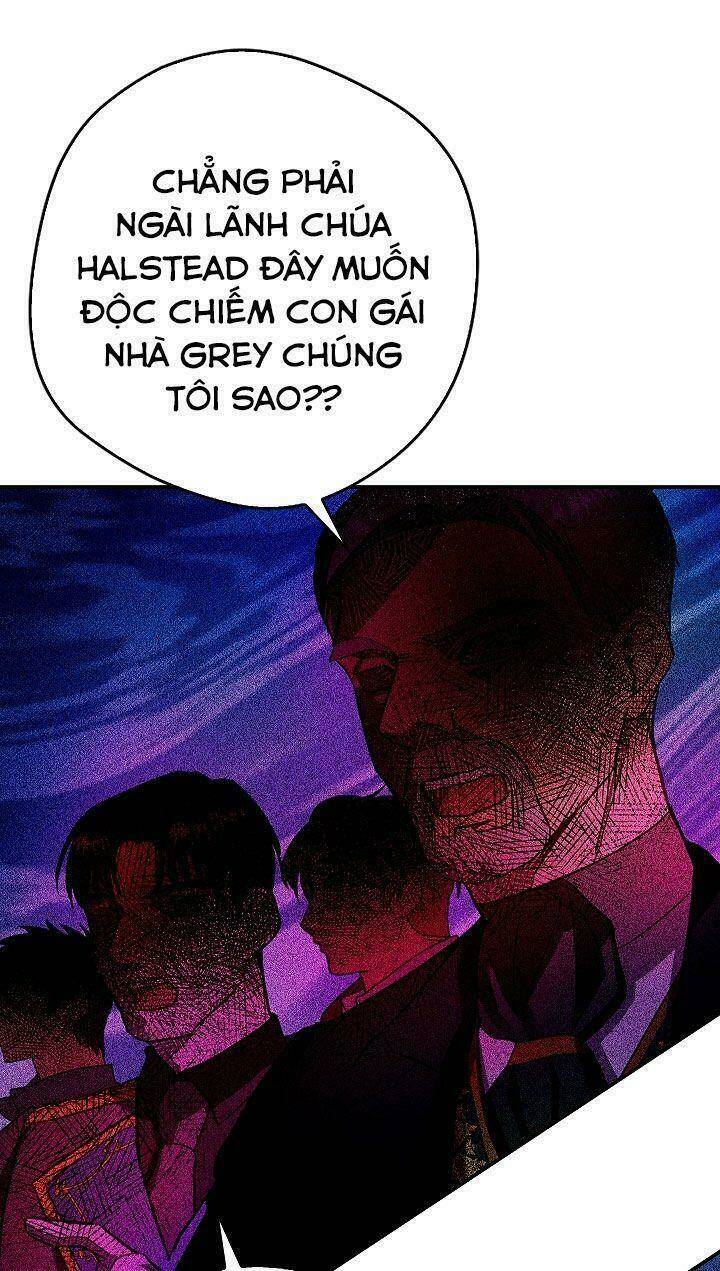 CHẲNG PHẢI
NGÀI LÃNH CHÚA
HALSTEAD ĐÂY MUỐN
ĐỘC CHIẾM CON GÁI
NHÀ GREY CHÚNG
TÔI SAO??